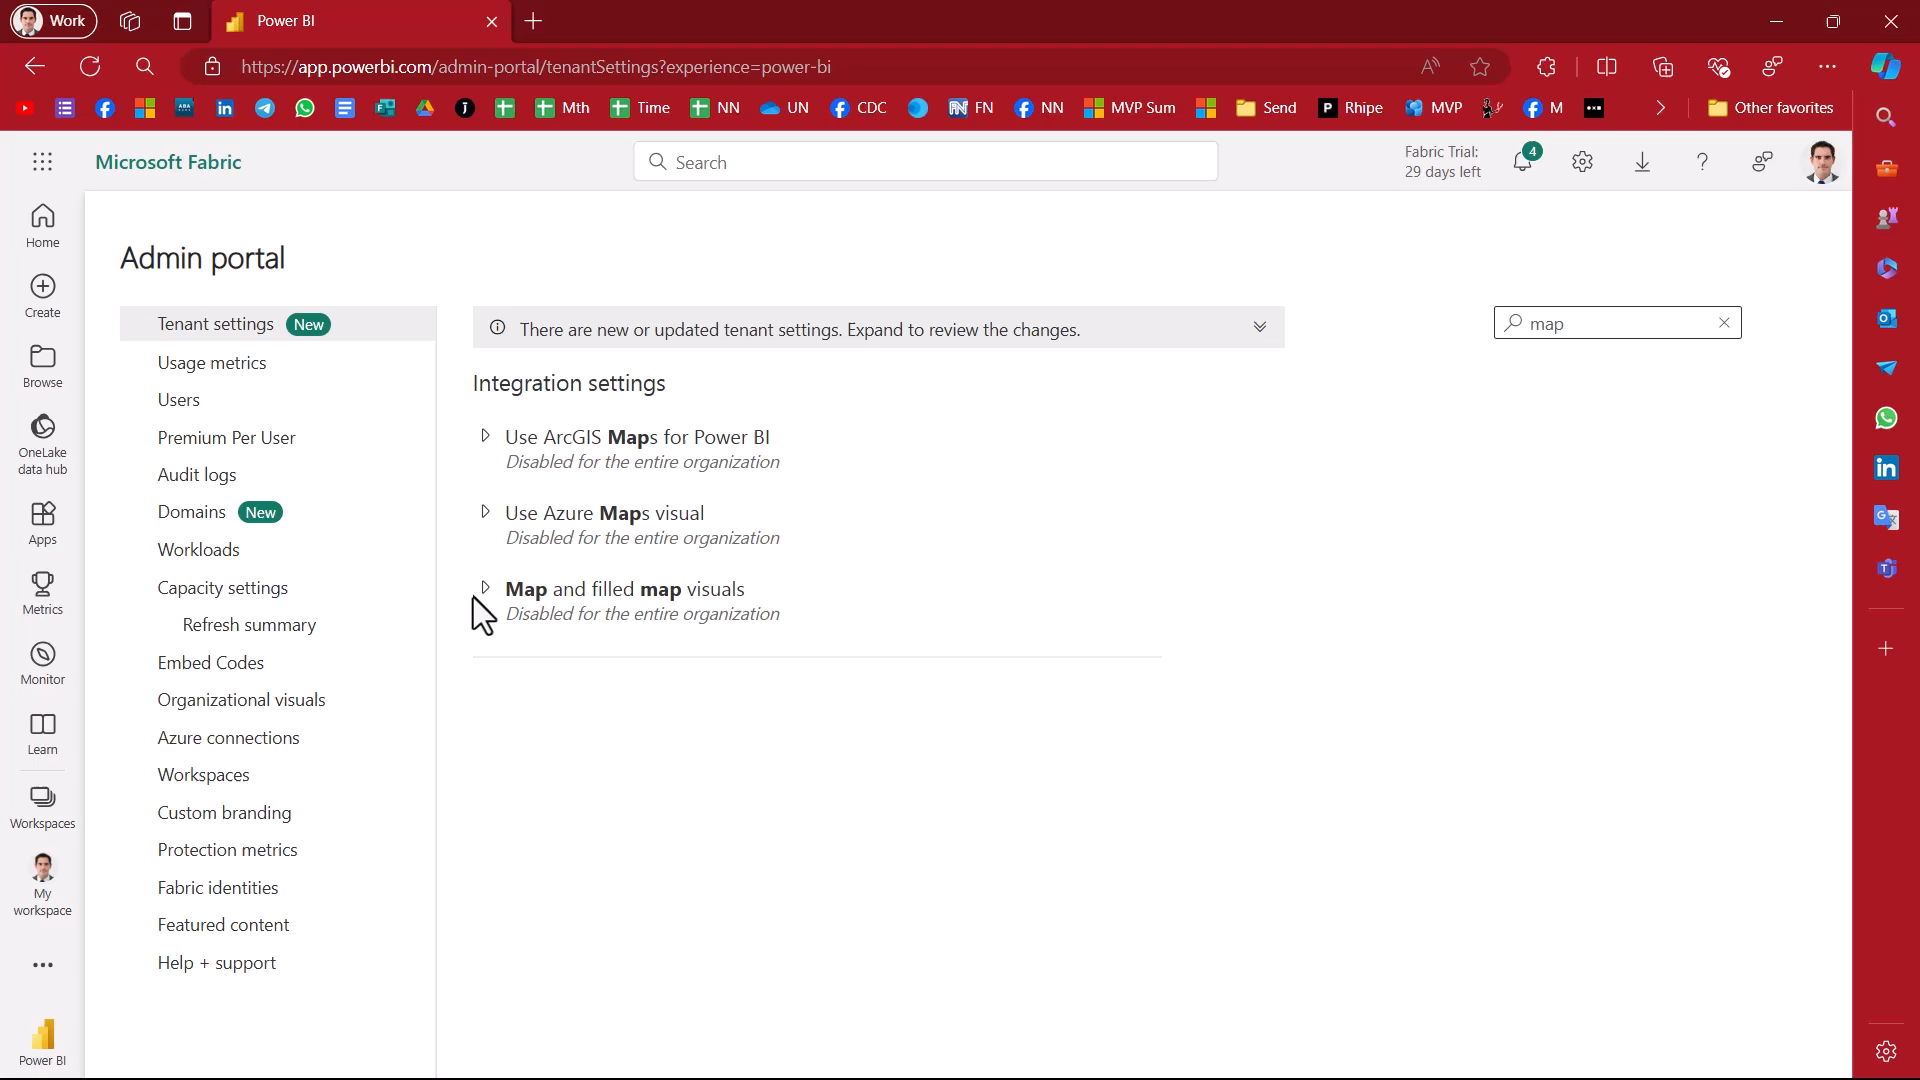 Work
Power BI
https://app.powerbi.com/admin-portal/tenantSettings?experience=power-bi
Mth
Time
NN
UN
CDC
FN
NN
MVP Sum
Send
Rhipe
MVP
M
Other favorites
Microsoft Fabric
Search
Fabric Trial:
29 days left
4
Home
Create
Browse
OneLake
data hub
Apps
Metrics
Monitor
Learn
Workspaces
My
workspace
Power BI
Admin portal
Tenant settings New
Usage metrics
Users
Premium Per User
Audit logs
Domains New
Workloads
Capacity settings
Refresh summary
Embed Codes
Organizational visuals
Azure connections
Workspaces
Custom branding
Protection metrics
Fabric identities
Featured content
Help + support
There are new or updated tenant settings. Expand to review the changes.
map
Integration settings
Use ArcGIS Maps for Power BI
Disabled for the entire organization
Use Azure Maps visual
Disabled for the entire organization
Map and filled map visuals
Disabled for the entire organization